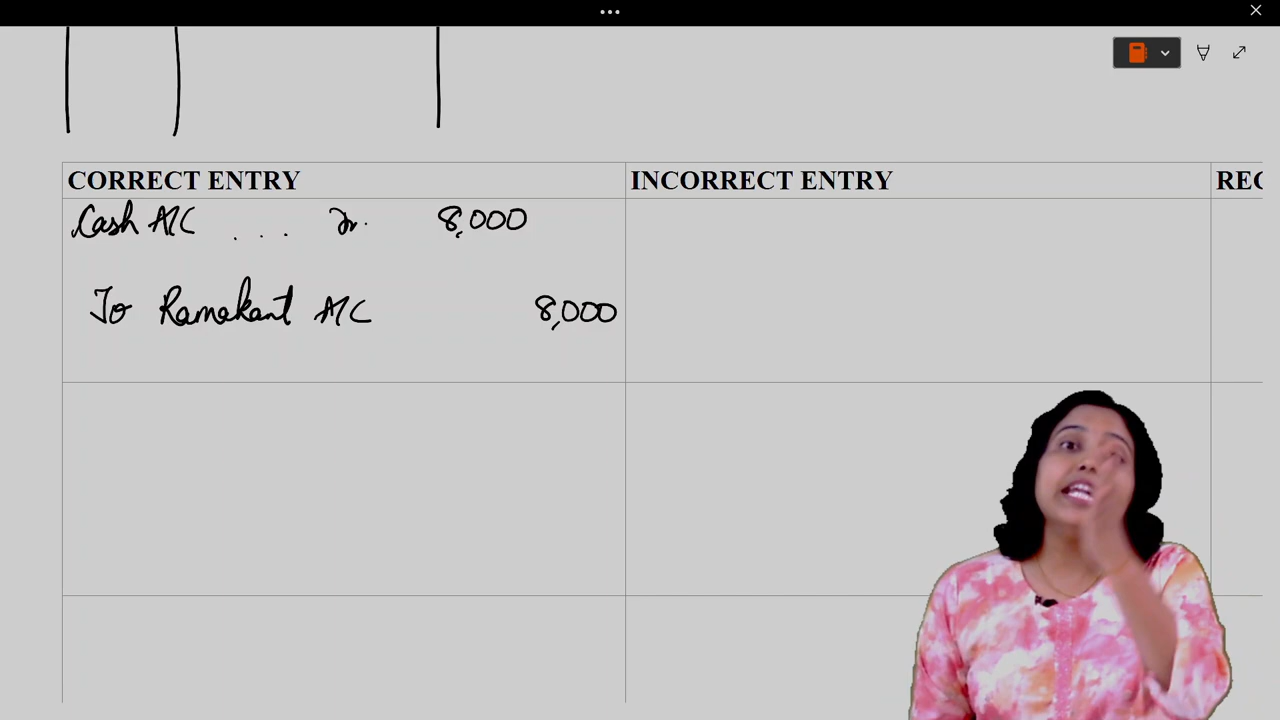 CORRECT ENTRY
INCORRECT ENTRY
REC
Cash A/C ... Dr. 8,000
To Ramakant A/C 8,000